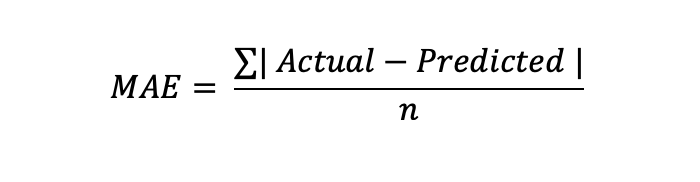 MAE = ∑| Actual − Predicted |
n